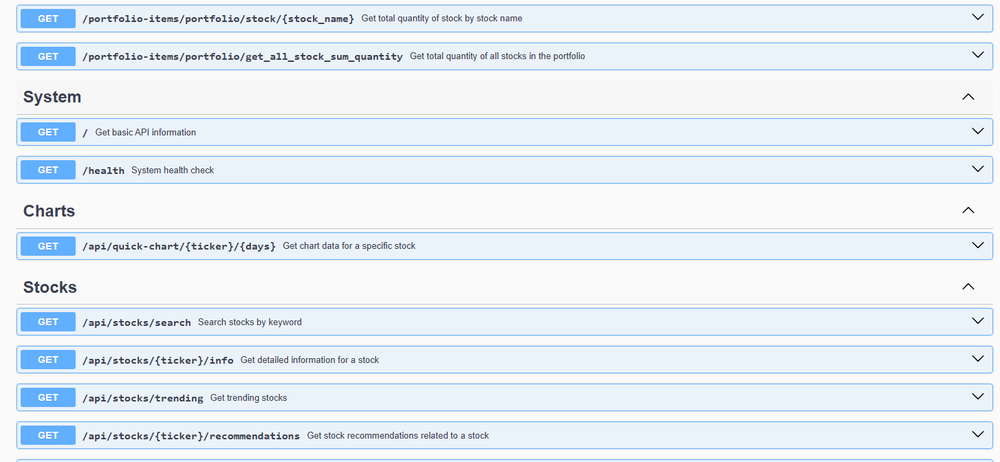 GET /portfolio-items/portfolio/stock/{stock_name} Get total quantity of stock by stock name
GET /portfolio-items/portfolio/get_all_stock_sum_quantity Get total quantity of all stocks in the portfolio
System
GET / Get basic API information
GET /health System health check
Charts
GET /api/quick-chart/{ticker}/{days} Get chart data for a specific stock
Stocks
GET /api/stocks/search Search stocks by keyword
GET /api/stocks/{ticker}/info Get detailed information for a stock
GET /api/stocks/trending Get trending stocks
GET /api/stocks/{ticker}/recommendations Get stock recommendations related to a stock